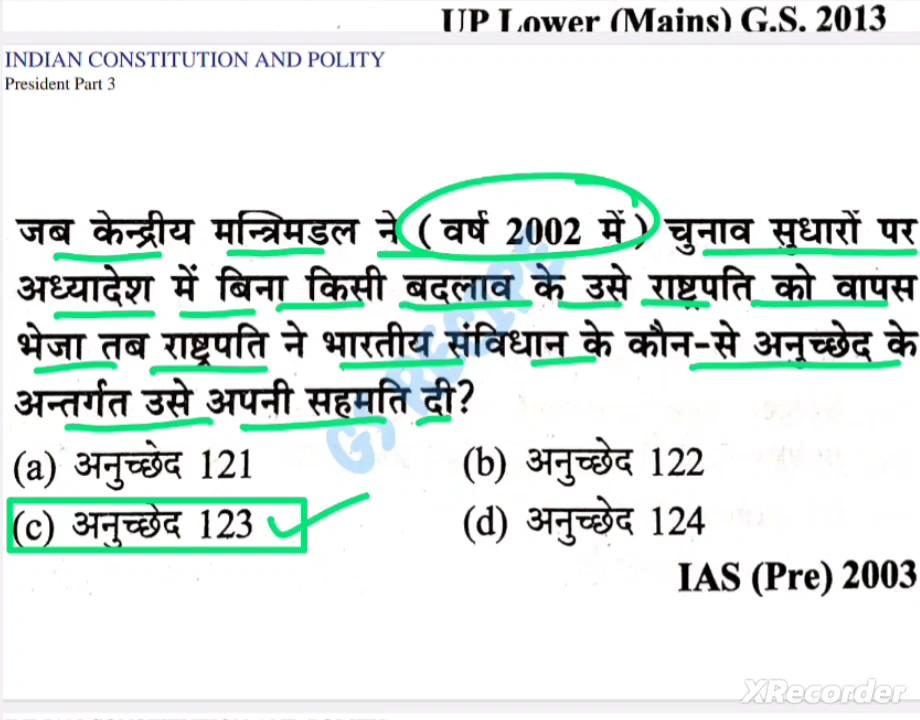 UP Lower (Mains) G.S. 2013
INDIAN CONSTITUTION AND POLITY
President Part 3
जब केन्द्रीय मन्त्रिमडल ने ( वर्ष 2002 में ) चुनाव सुधारों पर
अध्यादेश में बिना किसी बदलाव के उसे राष्ट्रपति को वापस
भेजा तब राष्ट्रपति ने भारतीय संविधान के कौन-से अनुच्छेद के
अन्तर्गत उसे अपनी सहमति दी?
(a) अनुच्छेद 121
(b) अनुच्छेद 122
(c) अनुच्छेद 123
(d) अनुच्छेद 124
IAS (Pre) 2003
XRecorder